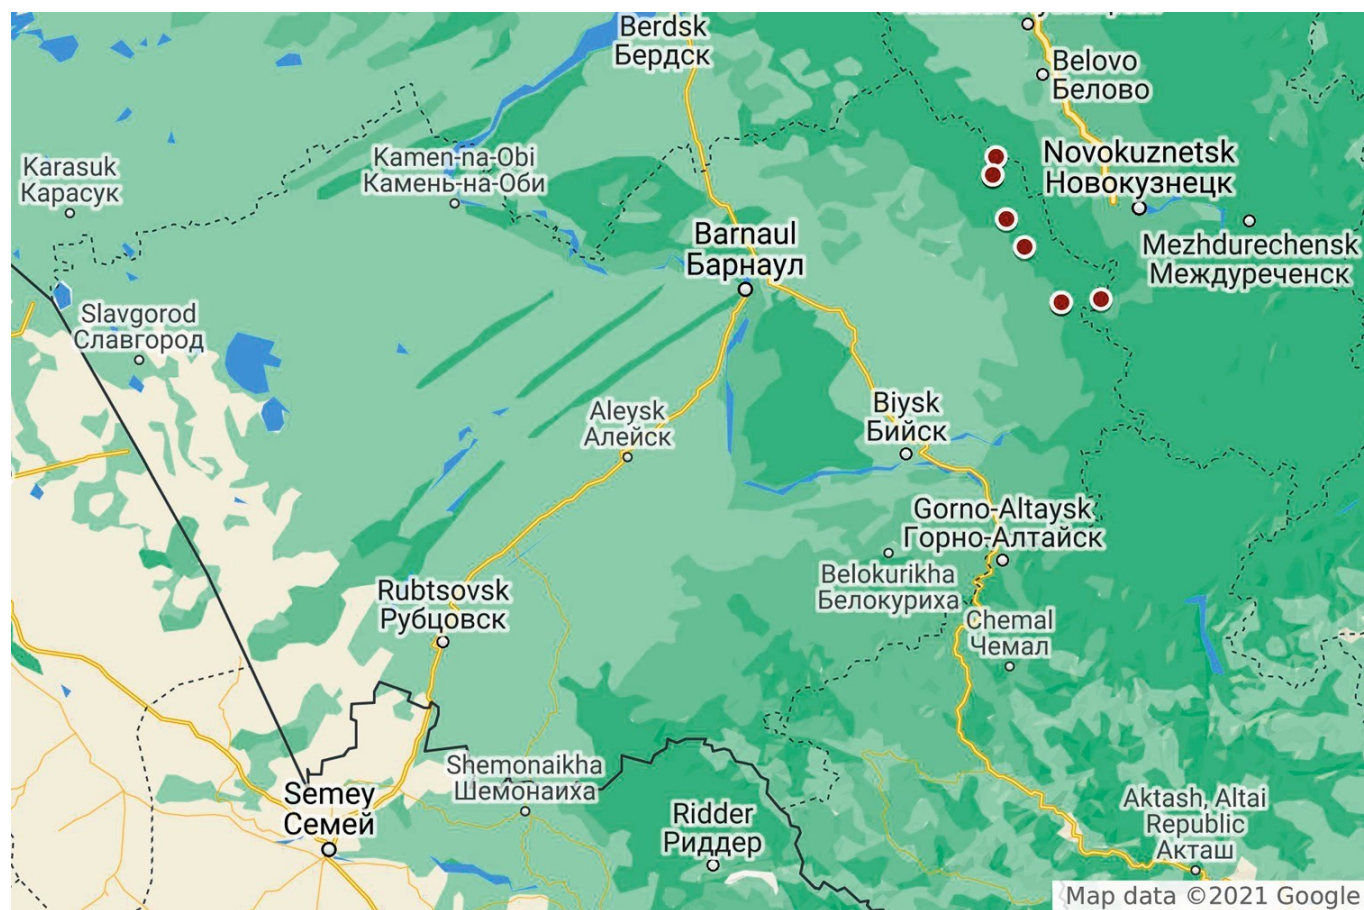 Berdsk
Бердск
Belovo
Белово
Karasuk
Карасук
Kamen-na-Obi
Камень-на-Оби
Novokuznetsk
Новокузнецк
Barnaul
Барнаул
Mezhdurechensk
Междуреченск
Slavgorod
Славгород
Aleysk
Алейск
Biysk
Бийск
Gorno-Altaysk
Горно-Алтайск
Belokurikha
Белокуриха
Rubtsovsk
Рубцовск
Chemal
Чемал
Shemonaikha
Шемонаиха
Semey
Семей
Ridder
Риддер
Aktash, Altai
Republic
Акташ
Map data ©2021 Google